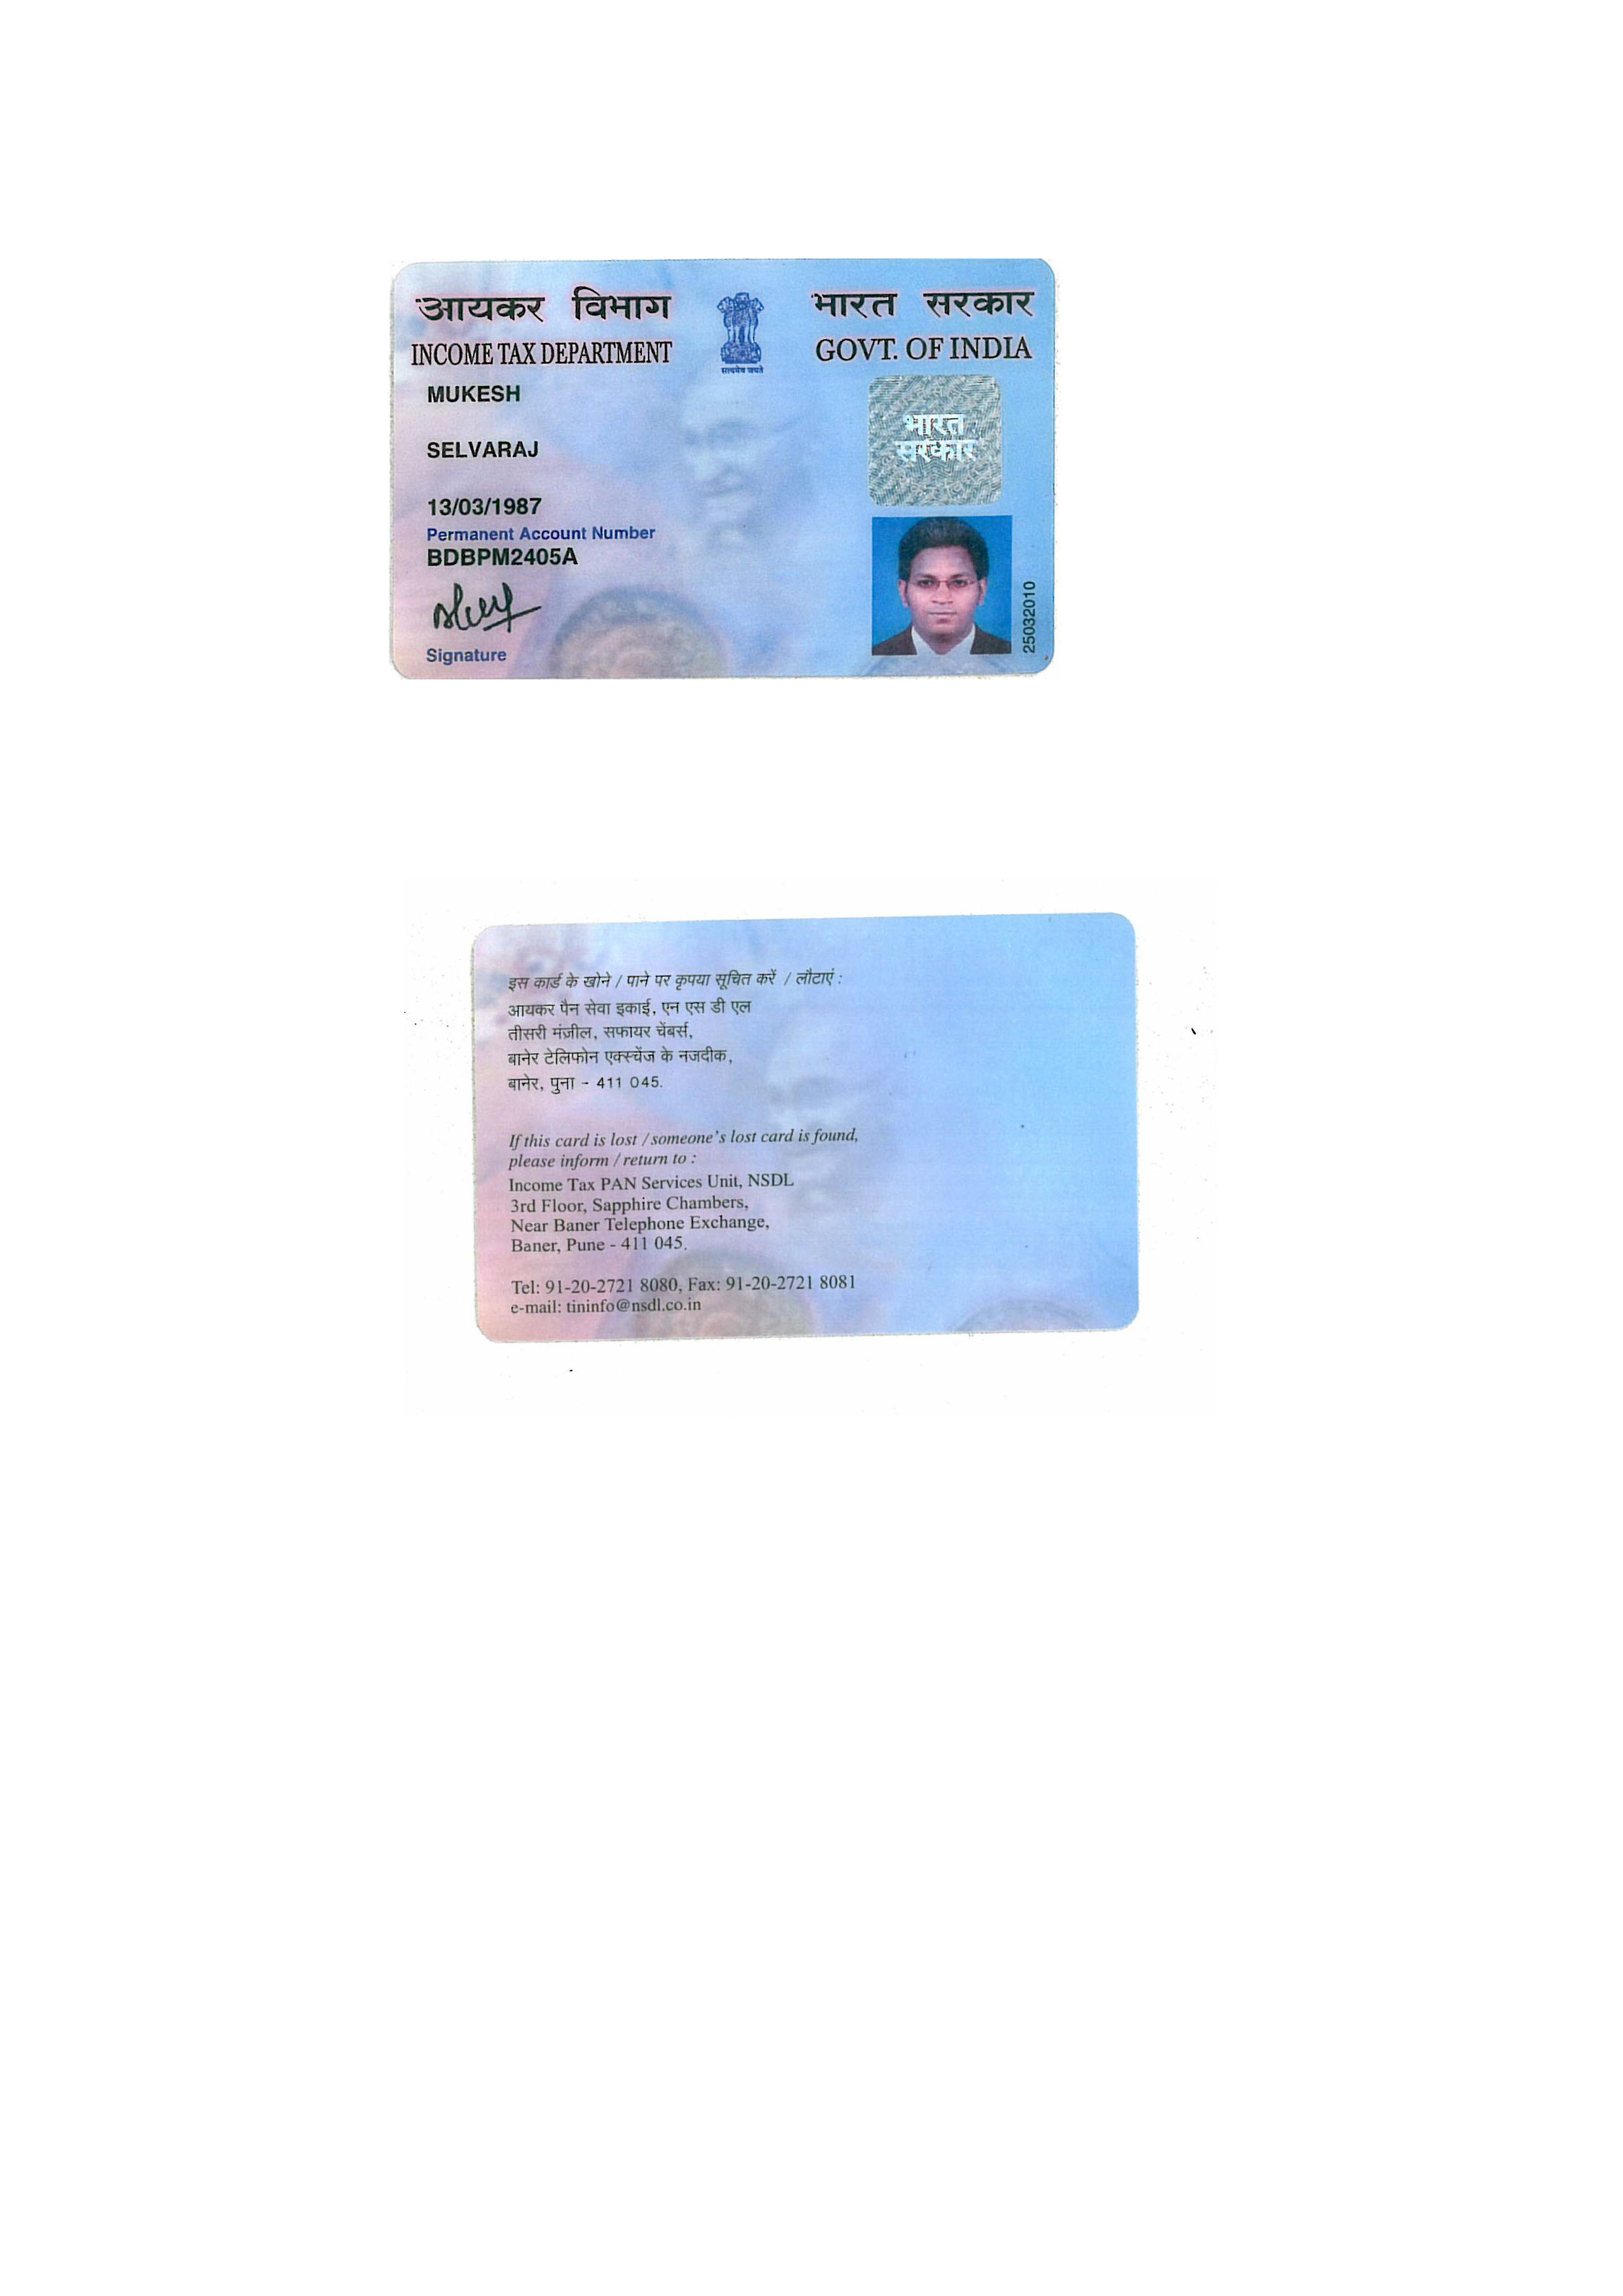 आयकर विभाग
INCOME TAX DEPARTMENT
सत्यमेव जयते
भारत सरकार
GOVT. OF INDIA
MUKESH
SELVARAJ
13/03/1987
Permanent Account Number
BDBPM2405A
Signature
भारत
सरकार
25032010
इस कार्ड के खोने / पाने पर कृपया सूचित करें / लौटाएं :
आयकर पैन सेवा इकाई, एन एस डी एल
तीसरी मंज़ील, सफायर चेंबर्स,
बानेर टेलिफोन एक्स्चेंज के नजदीक,
बानेर, पुना - 411 045.
If this card is lost / someone's lost card is found,
please inform / return to :
Income Tax PAN Services Unit, NSDL
3rd Floor, Sapphire Chambers,
Near Baner Telephone Exchange,
Baner, Pune - 411 045.
Tel: 91-20-2721 8080, Fax: 91-20-2721 8081
e-mail: tininfo@nsdl.co.in